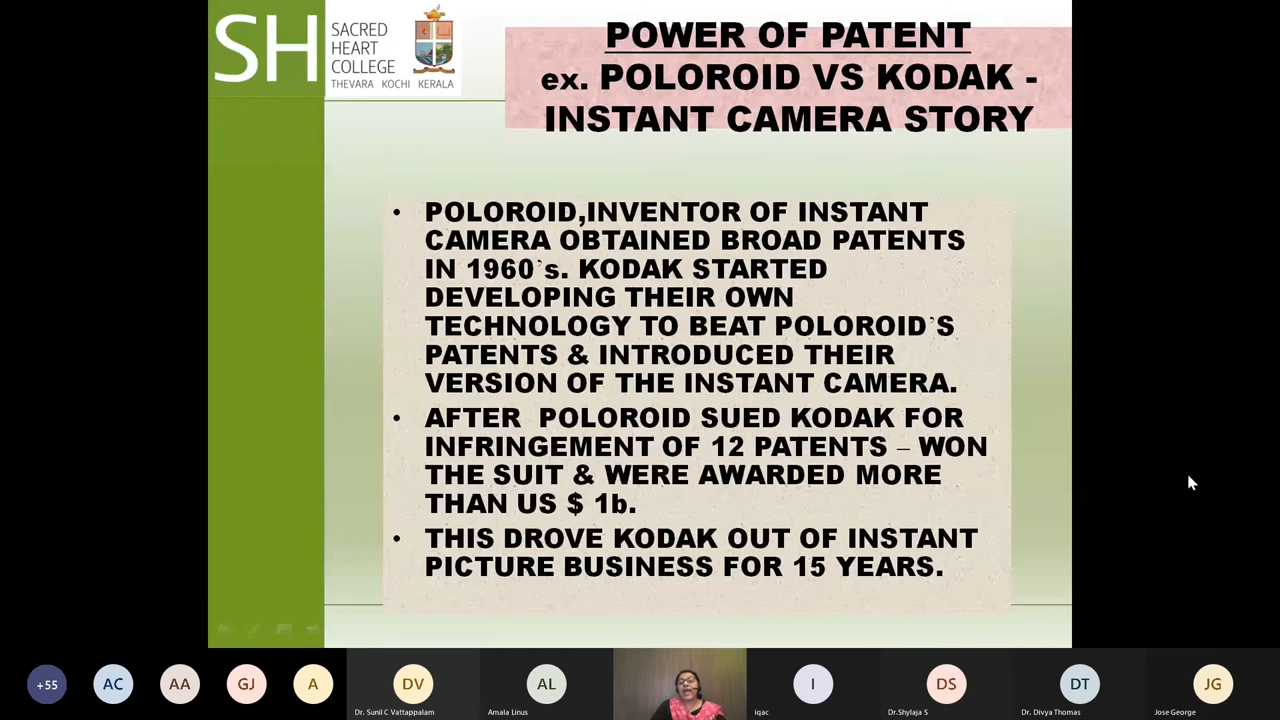 SH
SACRED
HEART
COLLEGE
THEVARA KOCHI KERALA
POWER OF PATENT
ex. POLOROID VS KODAK -
INSTANT CAMERA STORY
• POLOROID,INVENTOR OF INSTANT
CAMERA OBTAINED BROAD PATENTS
IN 1960`s. KODAK STARTED
DEVELOPING THEIR OWN
TECHNOLOGY TO BEAT POLOROID`S
PATENTS & INTRODUCED THEIR
VERSION OF THE INSTANT CAMERA.
• AFTER POLOROID SUED KODAK FOR
INFRINGEMENT OF 12 PATENTS – WON
THE SUIT & WERE AWARDED MORE
THAN US $ 1b.
• THIS DROVE KODAK OUT OF INSTANT
PICTURE BUSINESS FOR 15 YEARS.
+55
AC
AA
GJ
A
DV
Dr. Sunil C Vattappalam
AL
Amala Linus
I
iqac
DS
Dr.Shylaja S
DT
Dr. Divya Thomas
JG
Jose George